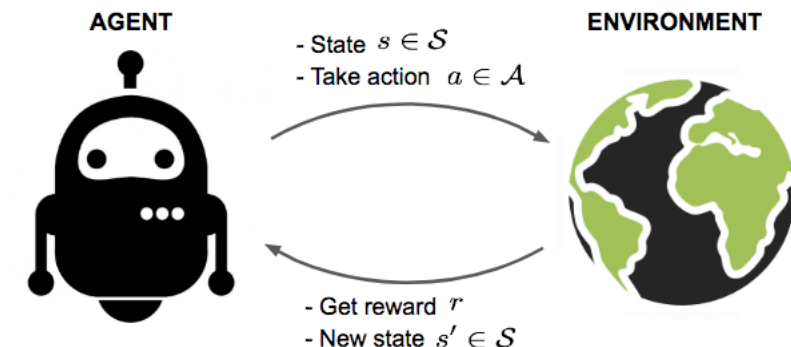 AGENT
ENVIRONMENT
- State s ∈ 𝒮
- Take action a ∈ 𝒜
- Get reward r
- New state s′ ∈ 𝒮